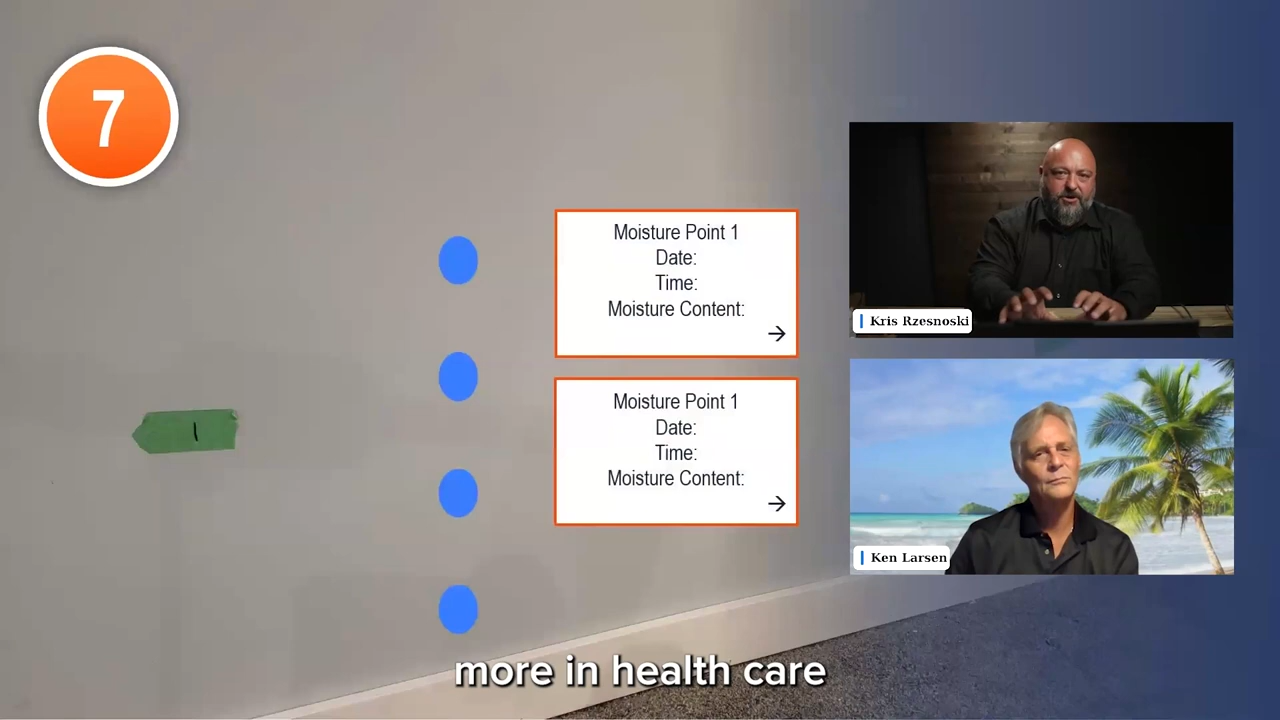 7
Moisture Point 1
Date:
Time:
Moisture Content:
→
Moisture Point 1
Date:
Time:
Moisture Content:
→
1
Kris Rzesnoski
Ken Larsen
more in health care